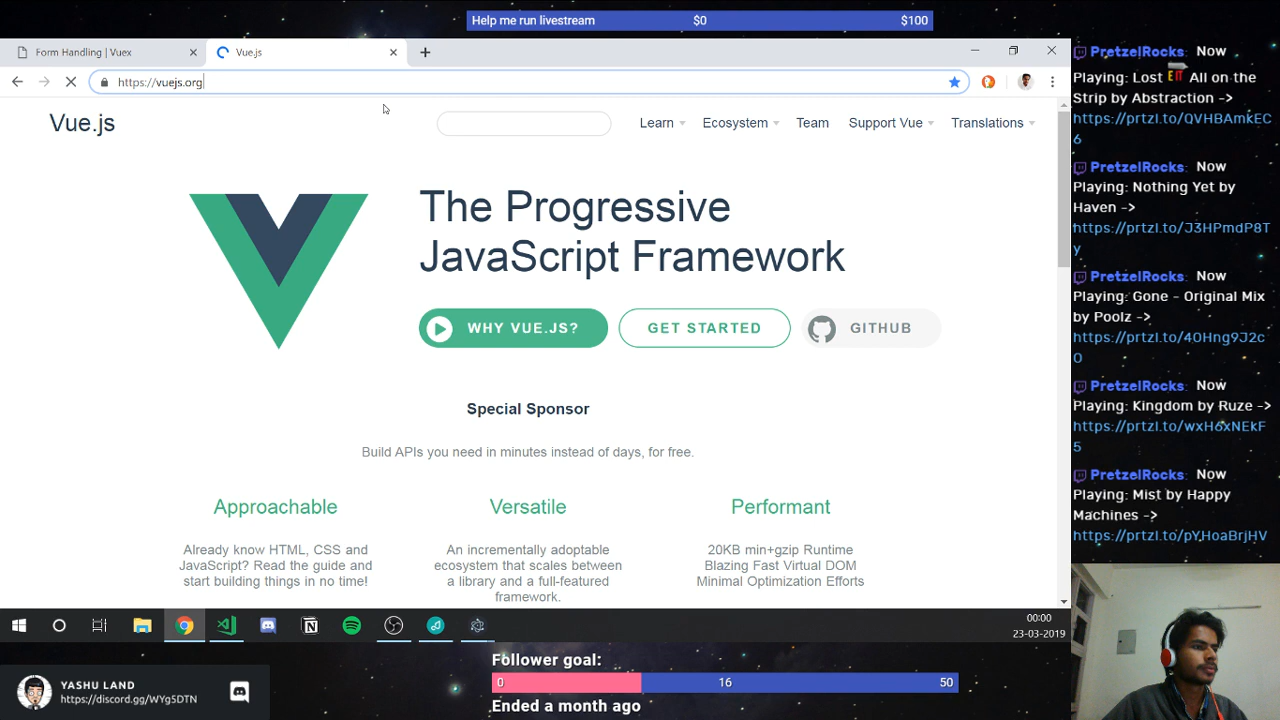 Help me run livestream $0 $100
Form Handling | Vuex
Vue.js
https://vuejs.org
Vue.js
Learn Ecosystem Team Support Vue Translations
The Progressive
JavaScript Framework
WHY VUE.JS? GET STARTED GITHUB
Special Sponsor
Build APIs you need in minutes instead of days, for free.
Approachable
Already know HTML, CSS and
JavaScript? Read the guide and
start building things in no time!
Versatile
An incrementally adoptable
ecosystem that scales between
a library and a full-featured
framework.
Performant
20KB min+gzip Runtime
Blazing Fast Virtual DOM
Minimal Optimization Efforts
00:00
23-03-2019
PretzelRocks: Now
Playing: Lost EXIT All on the
Strip by Abstraction ->
https://prtzl.to/QVHBAmkEC
6
PretzelRocks: Now
Playing: Nothing Yet by
Haven ->
https://prtzl.to/J3HPmdP8T
y
PretzelRocks: Now
Playing: Gone - Original Mix
by Poolz ->
https://prtzl.to/4OHng9J2c
O
PretzelRocks: Now
Playing: Kingdom by Ruze ->
https://prtzl.to/wxH6xNEkF
5
PretzelRocks: Now
Playing: Mist by Happy
Machines ->
https://prtzl.to/pYHoaBrjHV
YASHU LAND
https://discord.gg/WYg5DTN
Follower goal:
0 16 50
Ended a month ago